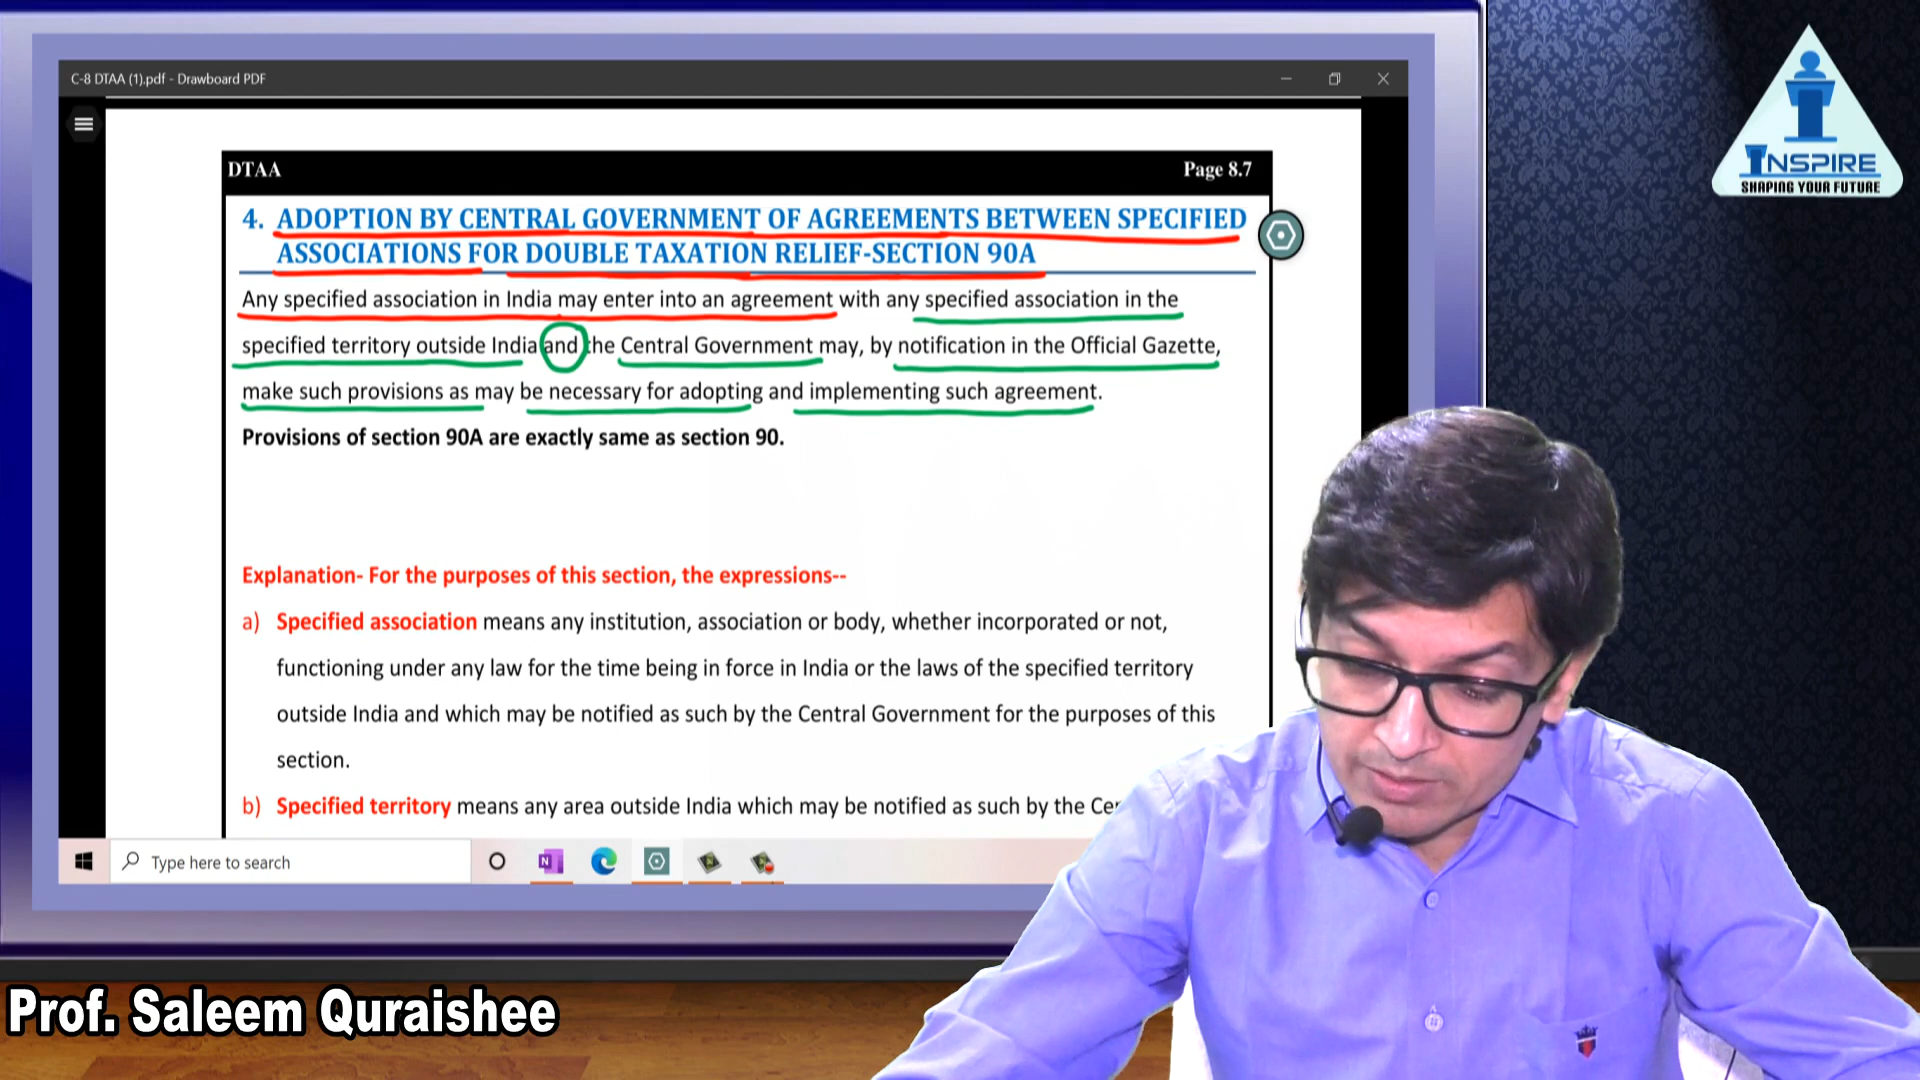 C-8 DTAA (1).pdf - Drawboard PDF
INSPIRE
SHAPING YOUR FUTURE
DTAA Page 8.7
4. ADOPTION BY CENTRAL GOVERNMENT OF AGREEMENTS BETWEEN SPECIFIED
ASSOCIATIONS FOR DOUBLE TAXATION RELIEF-SECTION 90A
Any specified association in India may enter into an agreement with any specified association in the
specified territory outside India and the Central Government may, by notification in the Official Gazette,
make such provisions as may be necessary for adopting and implementing such agreement.
Provisions of section 90A are exactly same as section 90.
Explanation- For the purposes of this section, the expressions--
a) Specified association means any institution, association or body, whether incorporated or not,
functioning under any law for the time being in force in India or the laws of the specified territory
outside India and which may be notified as such by the Central Government for the purposes of this
section.
b) Specified territory means any area outside India which may be notified as such by the
Type here to search
N
Prof. Saleem Quraishee